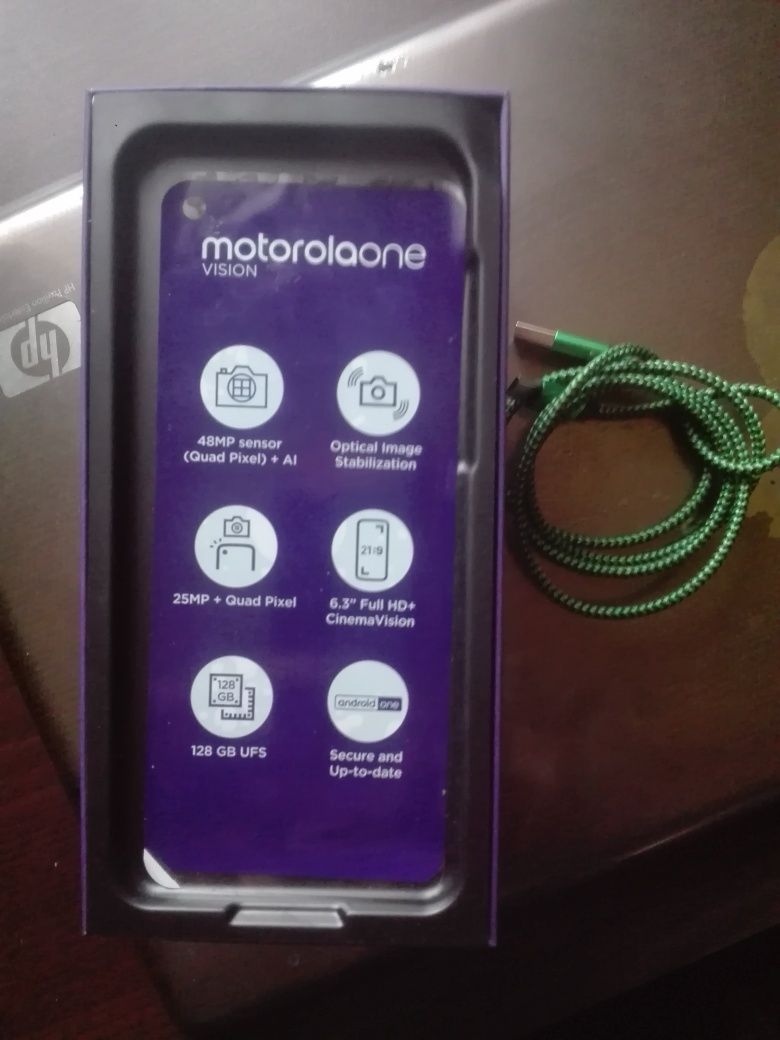 motorolaone
VISION
48MP sensor
(Quad Pixel) + AI
Optical Image
Stabilization
25MP + Quad Pixel
21:9
6.3" Full HD+
CinemaVision
128
GB
128 GB UFS
android one
Secure and
Up-to-date
hp